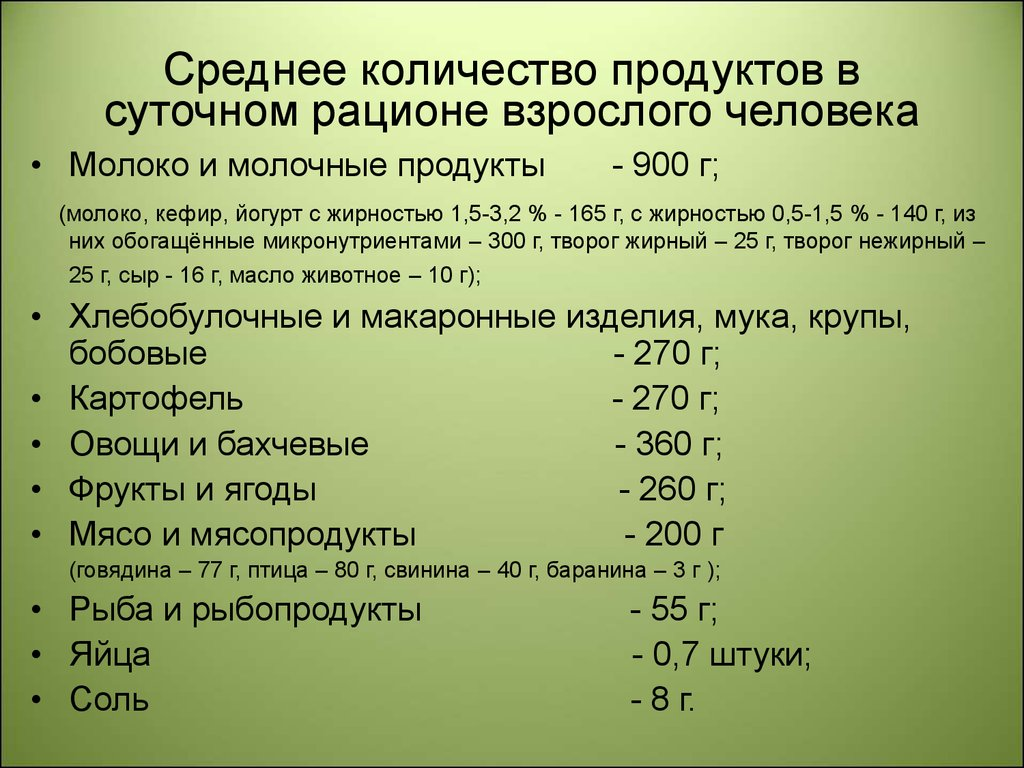 Среднее количество продуктов в
суточном рационе взрослого человека
• Молоко и молочные продукты - 900 г;
(молоко, кефир, йогурт с жирностью 1,5-3,2 % - 165 г, с жирностью 0,5-1,5 % - 140 г, из
них обогащённые микронутриентами – 300 г, творог жирный – 25 г, творог нежирный –
25 г, сыр - 16 г, масло животное – 10 г);
• Хлебобулочные и макаронные изделия, мука, крупы,
бобовые - 270 г;
• Картофель - 270 г;
• Овощи и бахчевые - 360 г;
• Фрукты и ягоды - 260 г;
• Мясо и мясопродукты - 200 г
(говядина – 77 г, птица – 80 г, свинина – 40 г, баранина – 3 г );
• Рыба и рыбопродукты - 55 г;
• Яйца - 0,7 штуки;
• Соль - 8 г.